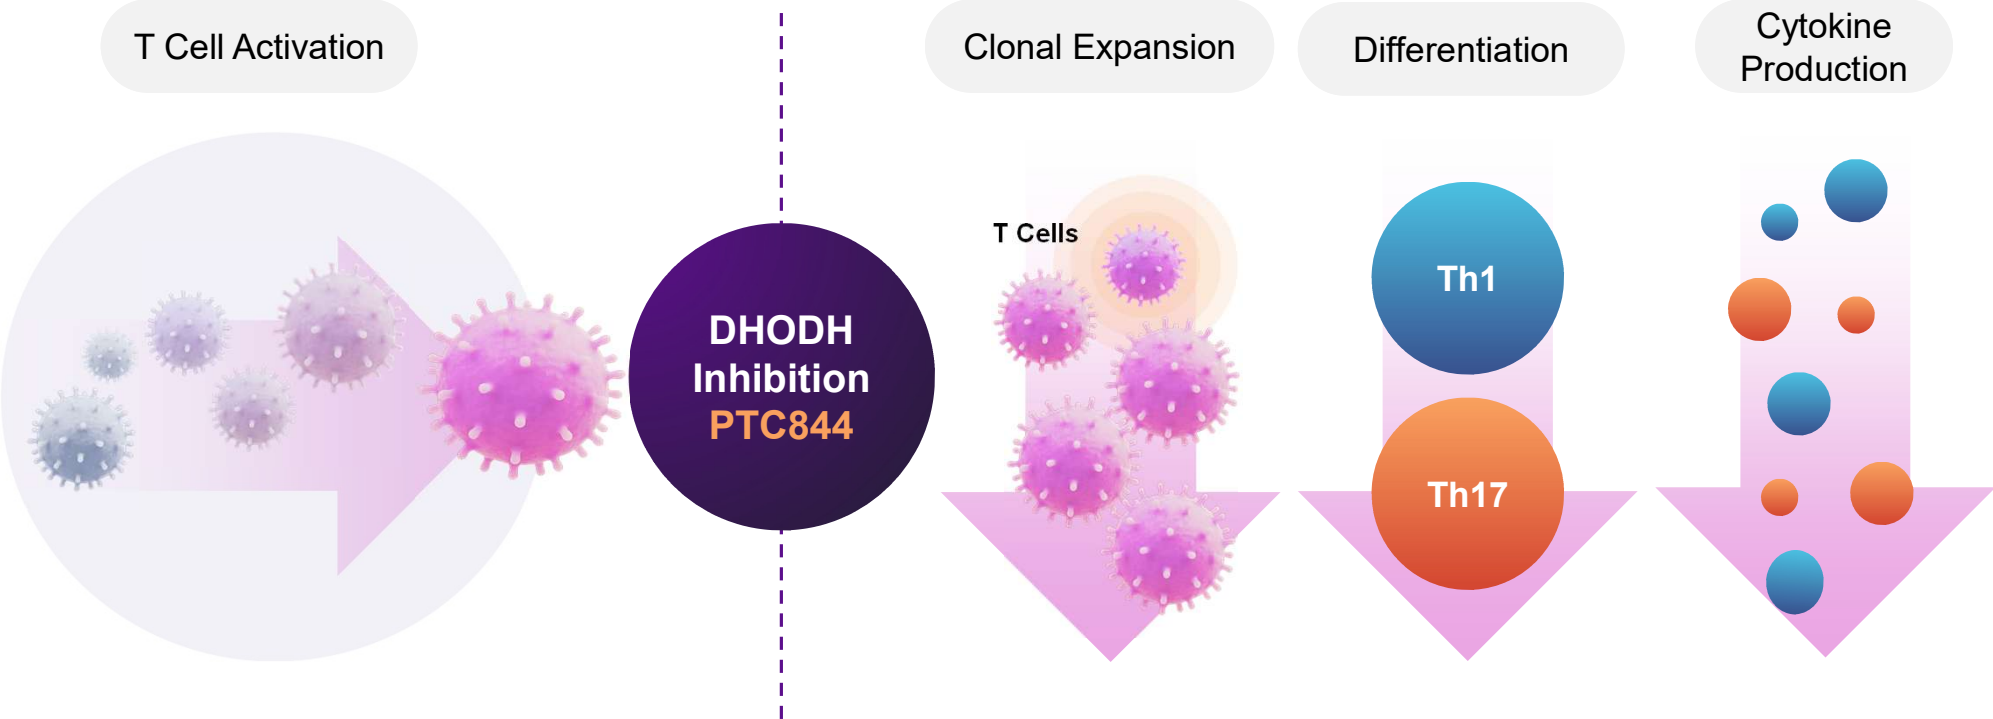 T Cell Activation
Clonal Expansion
Differentiation
Cytokine
Production
T Cells
DHODH
Inhibition
PTC844
Th1
Th17